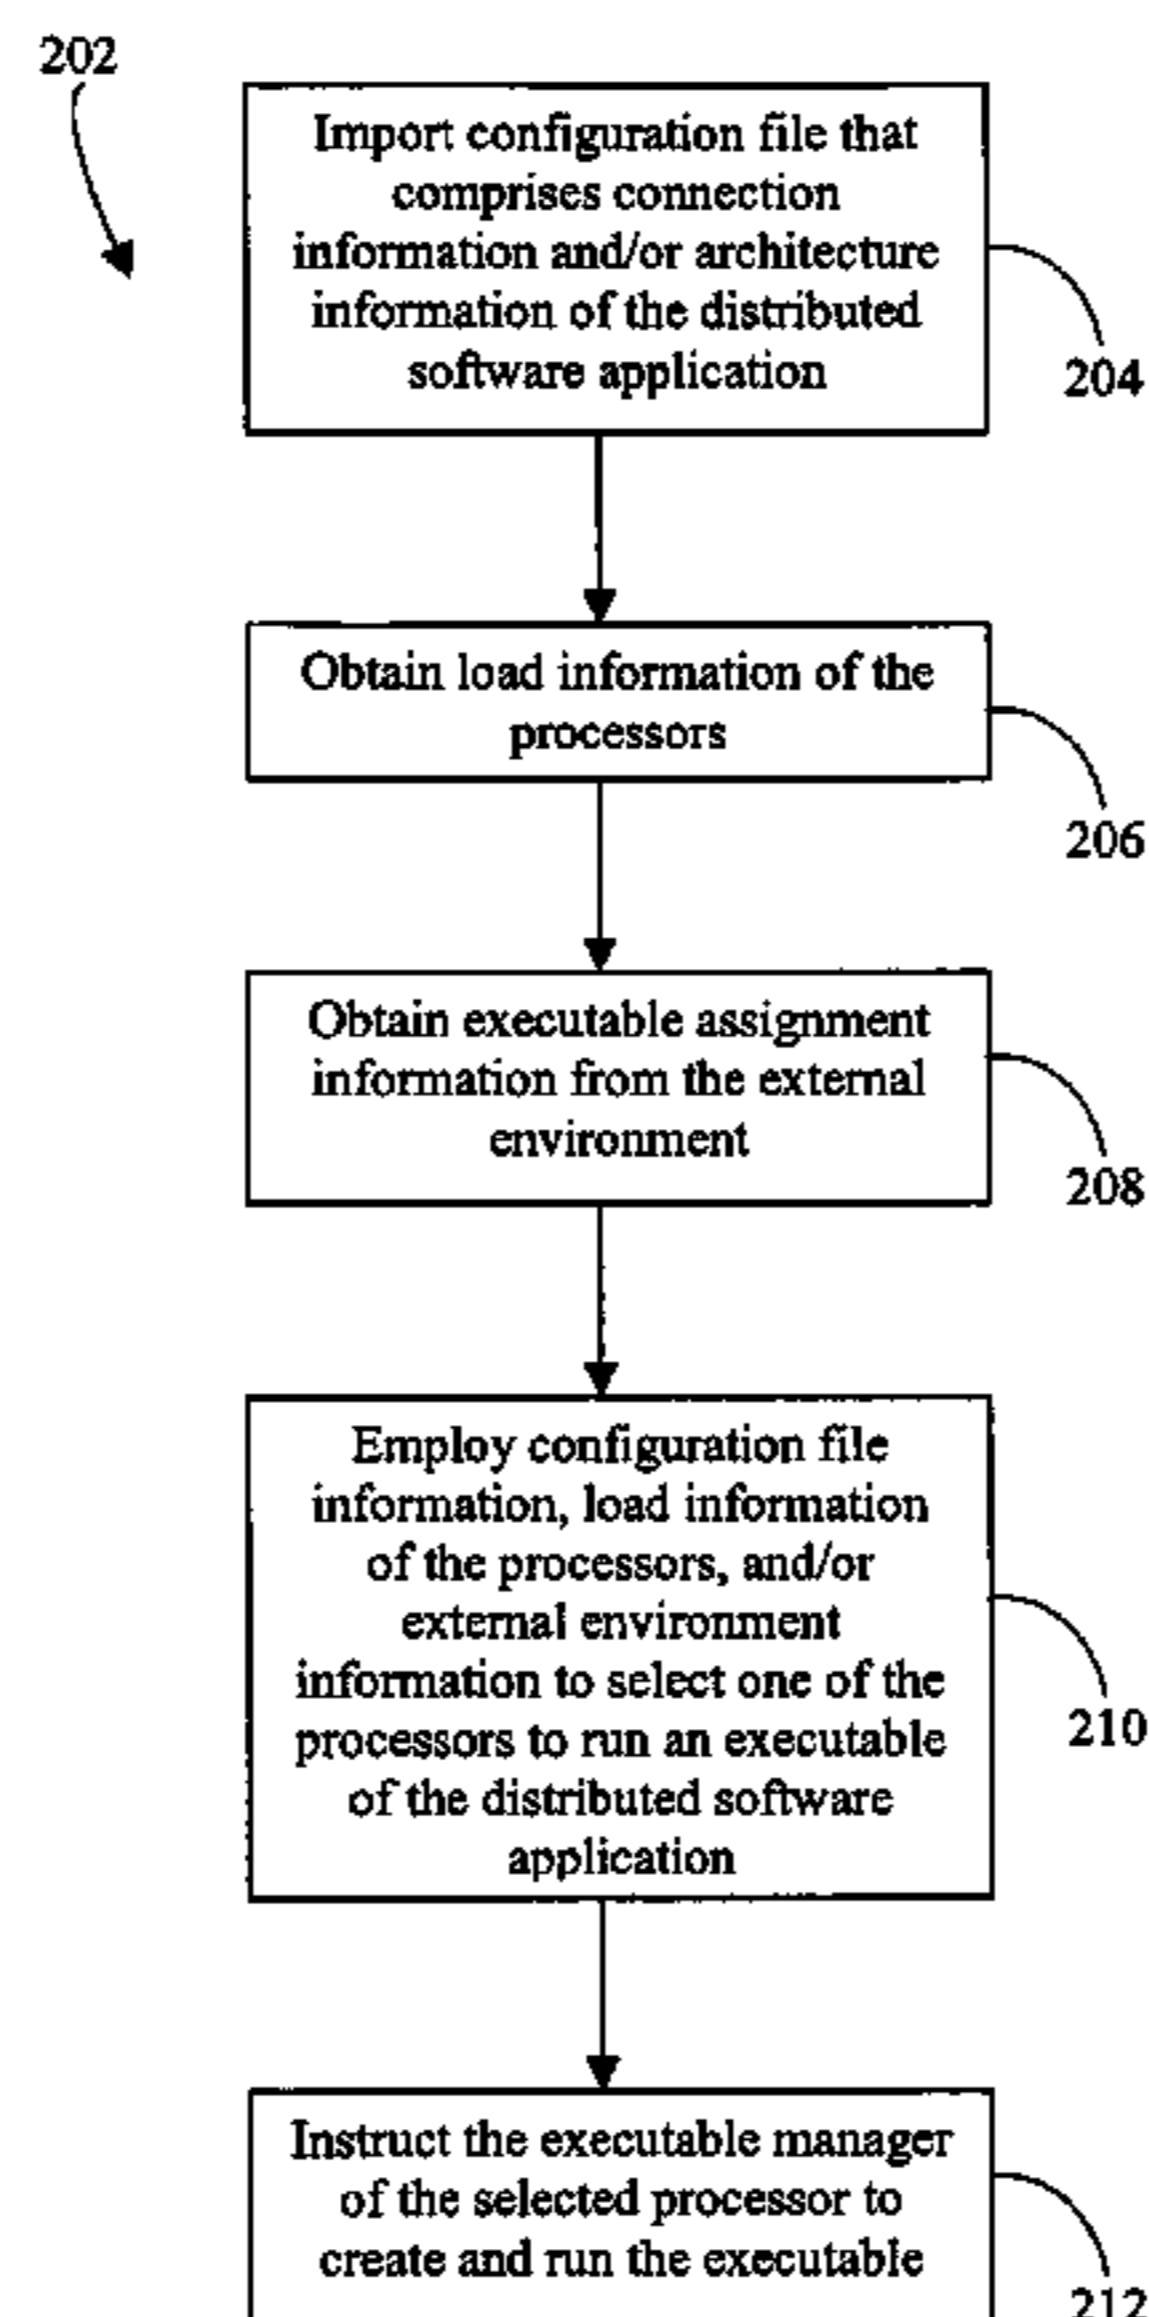 202
Import configuration file that
comprises connection
information and/or architecture
information of the distributed
software application
204
Obtain load information of the
processors
206
Obtain executable assignment
information from the external
environment
208
Employ configuration file
information, load information
of the processors, and/or
external environment
information to select one of the
processors to run an executable
of the distributed software
application
210
Instruct the executable manager
of the selected processor to
create and run the executable
212